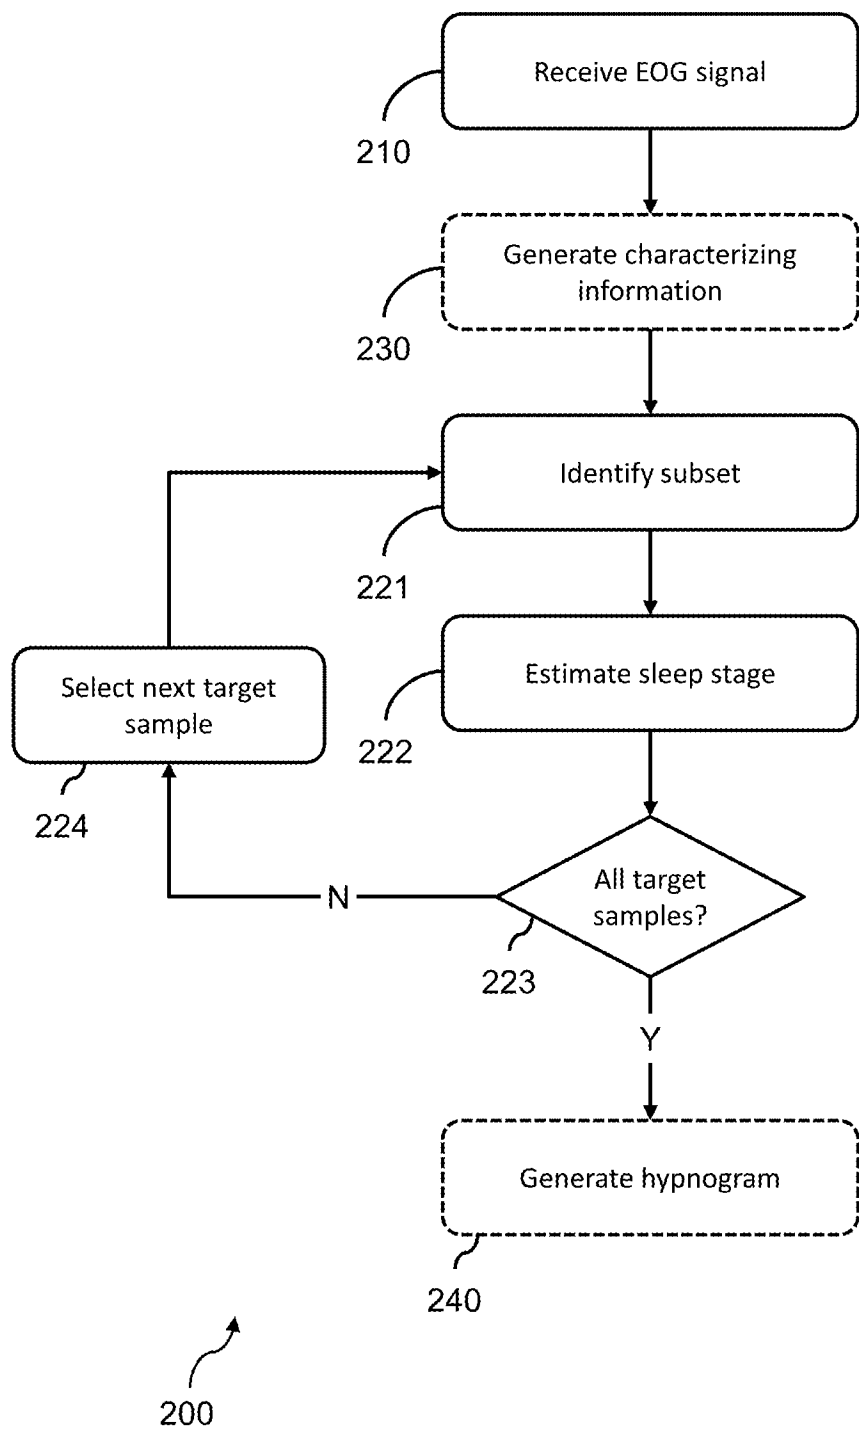 Receive EOG signal
210
Generate characterizing
information
230
Identify subset
221
Estimate sleep stage
222
Select next target
sample
224
All target
samples?
223
N
Y
Generate hypnogram
240
200